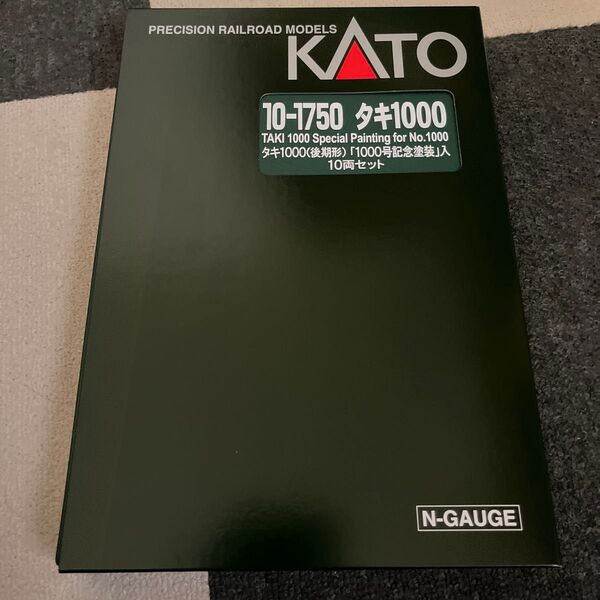 PRECISION RAILROAD MODELS
KATO
10-1750 タキ1000
TAKI 1000 Special Painting for No.1000
タキ1000(後期形)「1000号記念塗装」入
10両セット
N-GAUGE